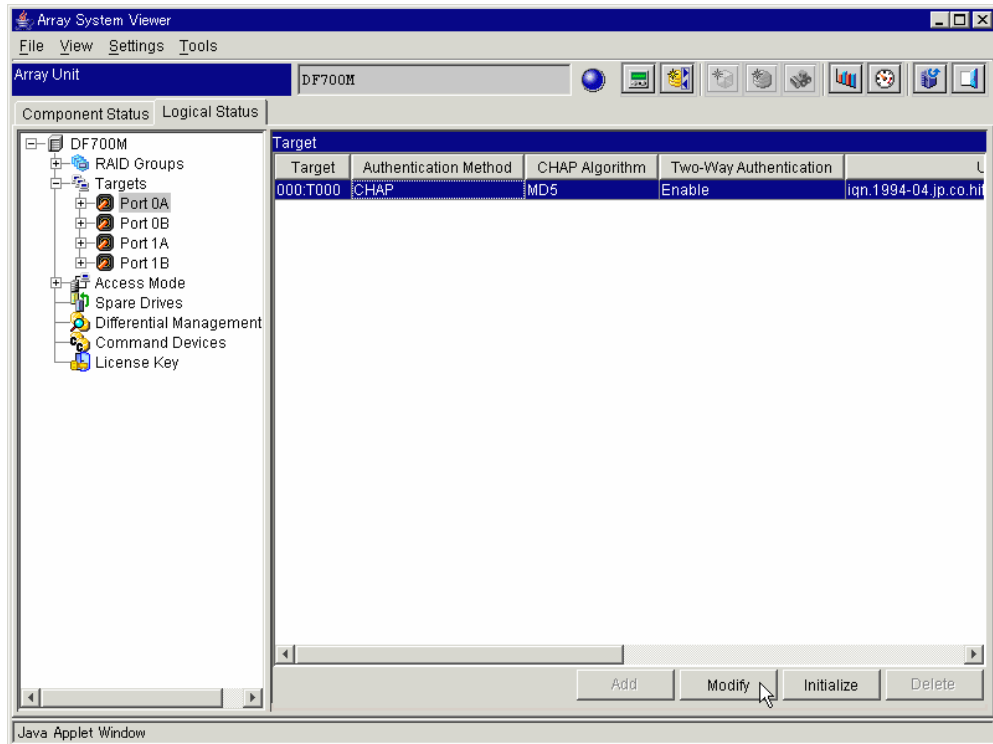 Array System Viewer
File View Settings Tools
Array Unit
DF700M
Component Status Logical Status
DF700M
RAID Groups
Targets
Port 0A
Port 0B
Port 1A
Port 1B
Access Mode
Spare Drives
Differential Management
Command Devices
License Key
Target
Target Authentication Method CHAP Algorithm Two-Way Authentication U
000:T000 CHAP MD5 Enable iqn.1994-04.jp.co.hit
Add Modify Initialize Delete
Java Applet Window